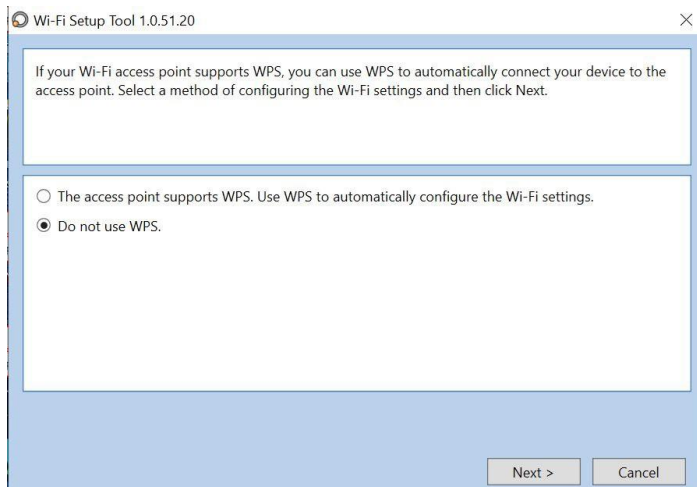 Wi-Fi Setup Tool 1.0.51.20
If your Wi-Fi access point supports WPS, you can use WPS to automatically connect your device to the
access point. Select a method of configuring the Wi-Fi settings and then click Next.
The access point supports WPS. Use WPS to automatically configure the Wi-Fi settings.
Do not use WPS.
Next >
Cancel